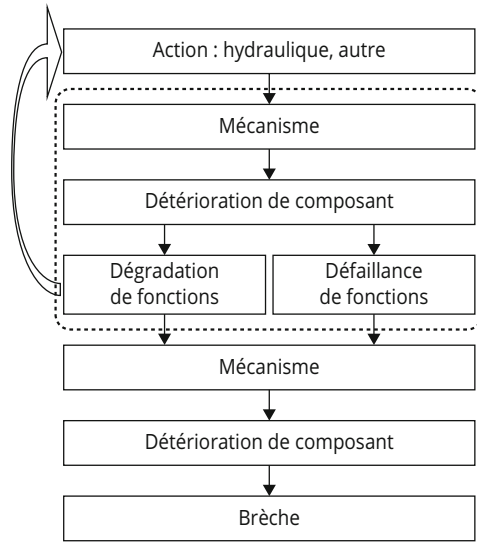 Action : hydraulique, autre
Mécanisme
Détérioration de composant
Dégradation
de fonctions
Défaillance
de fonctions
Mécanisme
Détérioration de composant
Brèche